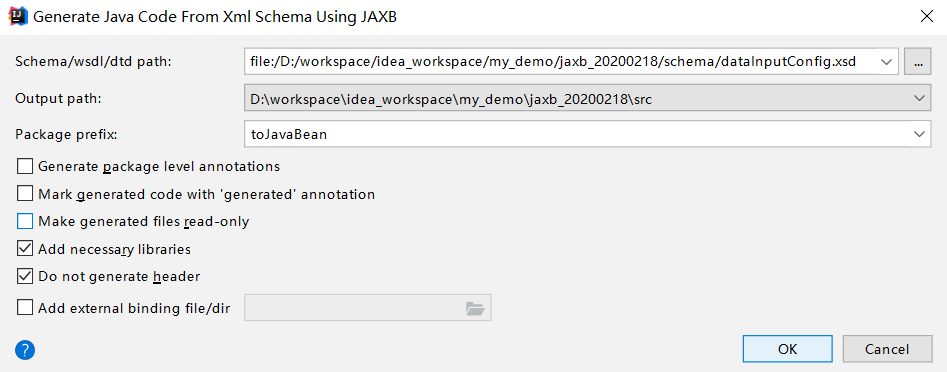 Generate Java Code From Xml Schema Using JAXB
Schema/wsdl/dtd path: file:/D:/workspace/idea_workspace/my_demo/jaxb_20200218/schema/dataInputConfig.xsd ...
Output path: D:\workspace\idea_workspace\my_demo\jaxb_20200218\src
Package prefix: toJavaBean
Generate package level annotations
Mark generated code with 'generated' annotation
Make generated files read-only
Add necessary libraries
Do not generate header
Add external binding file/dir
? OK Cancel